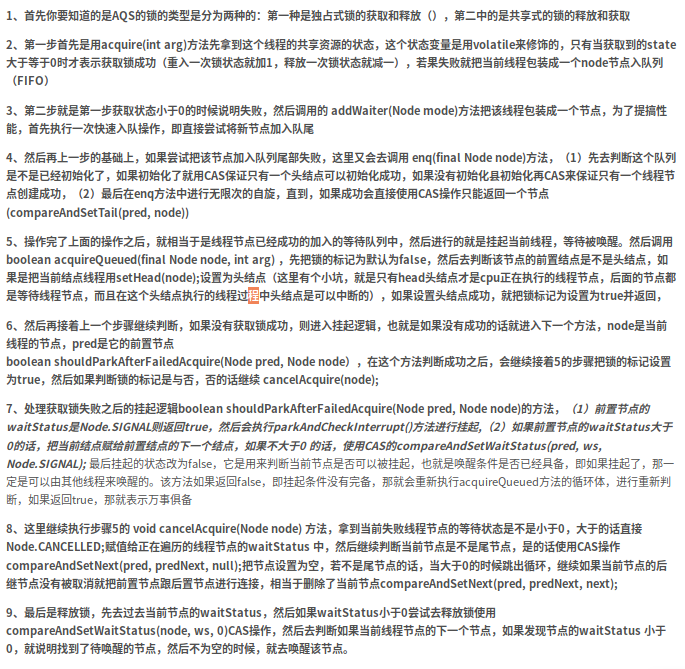 1、首先你要知道的是AQS的锁的类型是分为两种的：第一种是独占式锁的获取和释放（），第二中的是共享式的锁的释放和获取
2、第一步首先是用acquire(int arg)方法先拿到这个线程的共享资源的状态，这个状态变量是用volatile来修饰的，只有当获取到的state
大于等于0时才表示获取锁成功（重入一次锁状态就加1，释放一次锁状态就减一），若果失败就把当前线程包装成一个node节点入队列
（FIFO）
3、第二步就是第一步获取状态小于0的时候说明失败，然后调用的 addWaiter(Node mode)方法把该线程包装成一个节点，为了提搞性
能，首先执行一次快速入队操作，即直接尝试将新节点加入队尾
4、然后再上一步的基础上，如果尝试把该节点加入队列尾部失败，这里又会去调用 enq(final Node node)方法，（1）先去判断这个队列
是不是已经初始化了，如果初始化了就用CAS保证只有一个头结点可以初始化成功，如果没有初始化县初始化再CAS来保证只有一个线程节
点创建成功，（2）最后在enq方法中进行无限次的自旋，直到，如果成功会直接使用CAS操作只能返回一个节点
(compareAndSetTail(pred, node))
5、操作完了上面的操作之后，就相当于是线程节点已经成功的加入的等待队列中，然后进行的就是挂起当前线程，等待被唤醒。然后调用
boolean acquireQueued(final Node node, int arg) ，先把锁的标记为默认为false，然后去判断该节点的前置结点是不是头结点，如
果是把当前结点线程用setHead(node);设置为头结点（这里有个小坑，就是只有head头结点才是cpu正在执行的线程节点，后面的节点都
是等待线程节点，而且在这个头结点执行的线程过程中头结点是可以中断的），如果设置头结点成功，就把锁标记为设置为true并返回，
6、然后再接着上一个步骤继续判断，如果没有获取锁成功，则进入挂起逻辑，也就是如果没有成功的话就进入下一个方法，node是当前
线程的节点，pred是它的前置节点
boolean shouldParkAfterFailedAcquire(Node pred, Node node），在这个方法判断成功之后，会继续接着5的步骤把锁的标记设置
为true，然后如果判断锁的标记是与否，否的话继续 cancelAcquire(node);
7、处理获取锁失败之后的挂起逻辑boolean shouldParkAfterFailedAcquire(Node pred, Node node)的方法，（1）前置节点的
waitStatus是Node.SIGNAL则返回true，然后会执行parkAndCheckInterrupt()方法进行挂起,（2）如果前置节点的waitStatus大于
0的话，把当前结点赋给前置结点的下一个结点，如果不大于0 的话，使用CAS的compareAndSetWaitStatus(pred, ws,
Node.SIGNAL); 最后挂起的状态改为false，它是用来判断当前节点是否可以被挂起，也就是唤醒条件是否已经具备，即如果挂起了，那一
定是可以由其他线程来唤醒的。该方法如果返回false，即挂起条件没有完备，那就会重新执行acquireQueued方法的循环体，进行重新判
断，如果返回true，那就表示万事俱备
8、这里继续执行步骤5的 void cancelAcquire(Node node) 方法，拿到当前失败线程节点的等待状态是不是小于0，大于的话直接
Node.CANCELLED;赋值给正在遍历的线程节点的waitStatus 中，然后继续判断当前节点是不是尾节点，是的话使用CAS操作
compareAndSetNext(pred, predNext, null);把节点设置为空，若不是尾节点的话，当大于0的时候跳出循环，继续如果当前节点的后
继节点没有被取消就把前置节点跟后置节点进行连接，相当于删除了当前节点compareAndSetNext(pred, predNext, next);
9、最后是释放锁，先去过去当前节点的waitStatus，然后如果waitStatus小于0尝试去释放锁使用
compareAndSetWaitStatus(node, ws, 0)CAS操作，然后去判断如果当前线程节点的下一个节点，如果发现节点的waitStatus 小于
0，就说明找到了待唤醒的节点，然后不为空的时候，就去唤醒该节点。